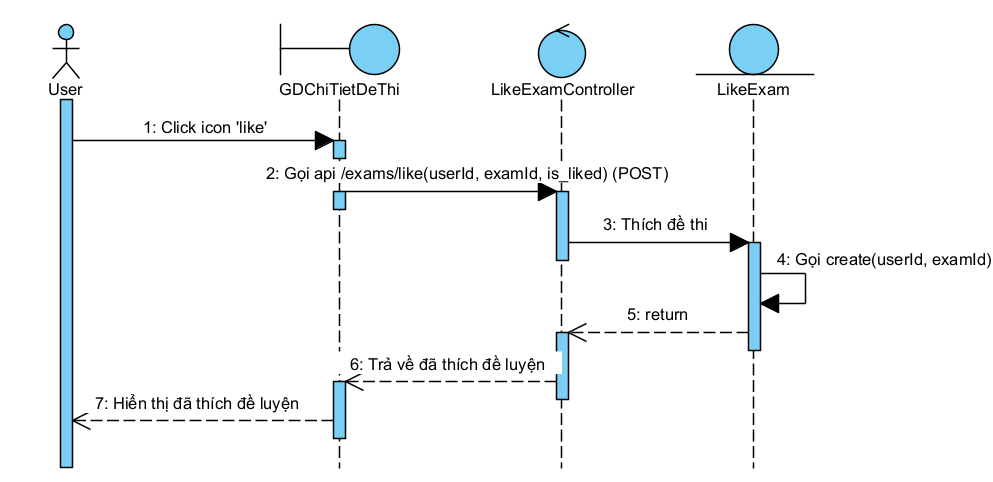 User
GDChiTietDeThi
LikeExamController
LikeExam
1: Click icon 'like'
2: Gọi api /exams/like(userId, examId, is_liked) (POST)
3: Thích đề thi
4: Gọi create(userId, examId)
5: return
6: Trả về đã thích đề luyện
7: Hiển thị đã thích đề luyện